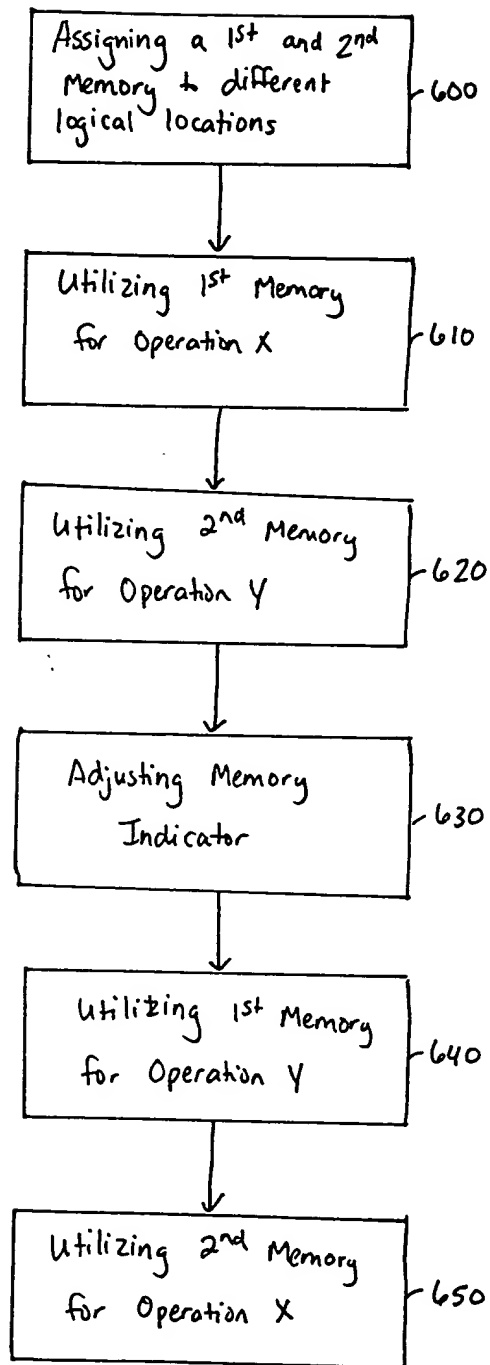 Assigning a 1st and 2nd
Memory to different
logical locations
600
Utilizing 1st Memory
for Operation X
610
Utilizing 2nd Memory
for Operation Y
620
Adjusting Memory
Indicator
630
Utilizing 1st Memory
for Operation Y
640
Utilizing 2nd Memory
for Operation X
650